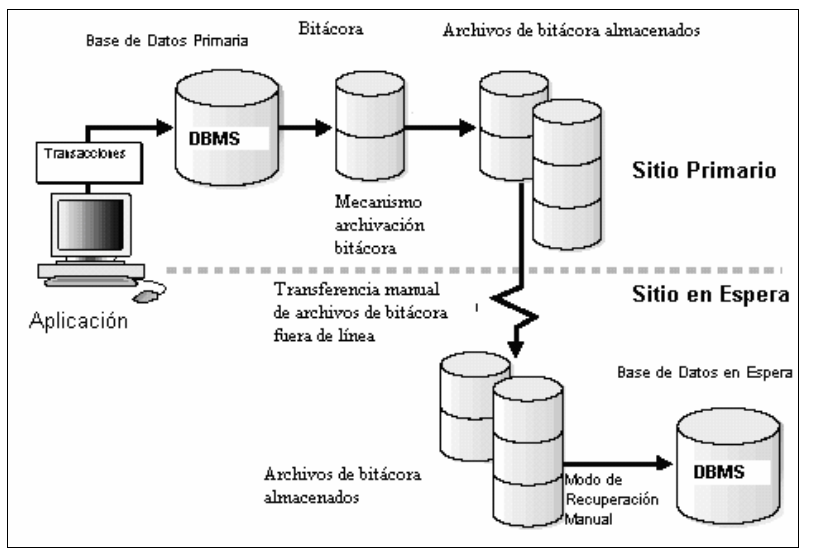 Base de Datos Primaria
Bitácora
Archivos de bitácora almacenados
DBMS
Transacciones
Sitio Primario
Mecanismo
archivación
bitácora
Aplicación
Transferencia manual
de archivos de bitácora
fuera de línea
Sitio en Espera
Base de Datos en Espera
DBMS
Archivos de bitácora
almacenados
Modo de
Recuperación
Manual